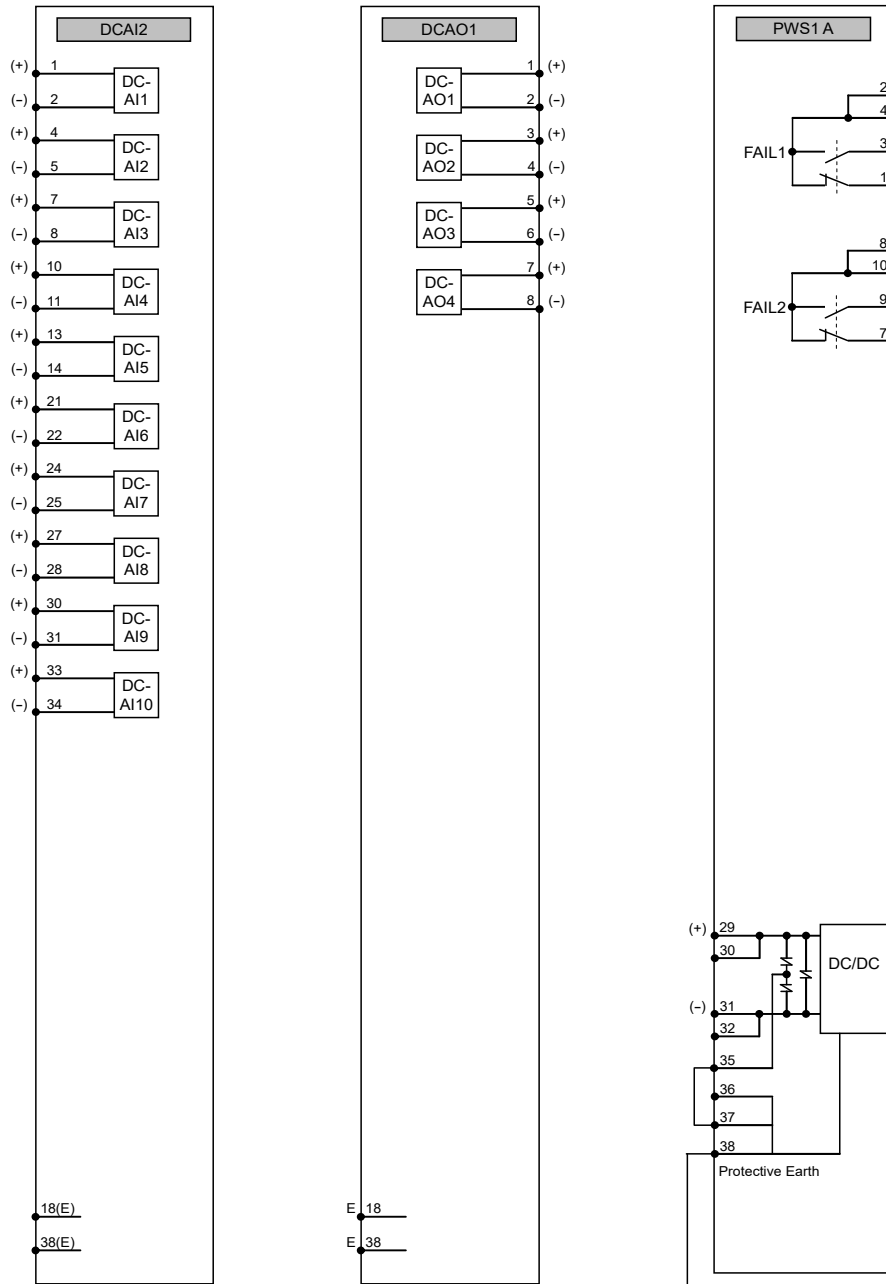 DCAI2
(+) 1
DC-
AI1
(–) 2
(+) 4
DC-
AI2
(–) 5
(+) 7
DC-
AI3
(–) 8
(+) 10
DC-
AI4
(–) 11
(+) 13
DC-
AI5
(–) 14
(+) 21
DC-
AI6
(–) 22
(+) 24
DC-
AI7
(–) 25
(+) 27
DC-
AI8
(–) 28
(+) 30
DC-
AI9
(–) 31
(+) 33
DC-
AI10
(–) 34
18(E)
38(E)
DCAO1
DC-
AO1
1 (+)
2 (–)
DC-
AO2
3 (+)
4 (–)
DC-
AO3
5 (+)
6 (–)
DC-
AO4
7 (+)
8 (–)
E 18
E 38
PWS1 A
2
4
FAIL1
3
1
8
10
FAIL2
9
7
(+) 29
30
DC/DC
(–) 31
32
35
36
37
38
Protective Earth